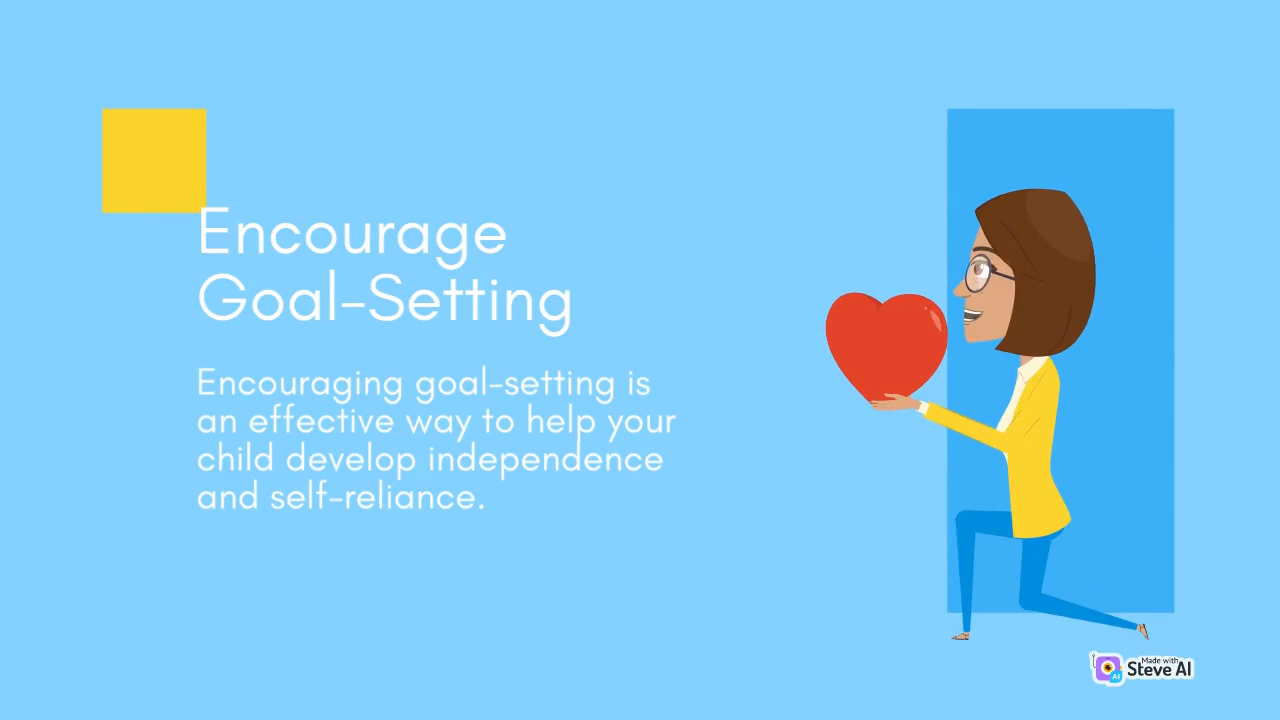 Encourage
Goal-Setting
Encouraging goal-setting is
an effective way to help your
child develop independence
and self-reliance.
Made with
Steve AI
AI